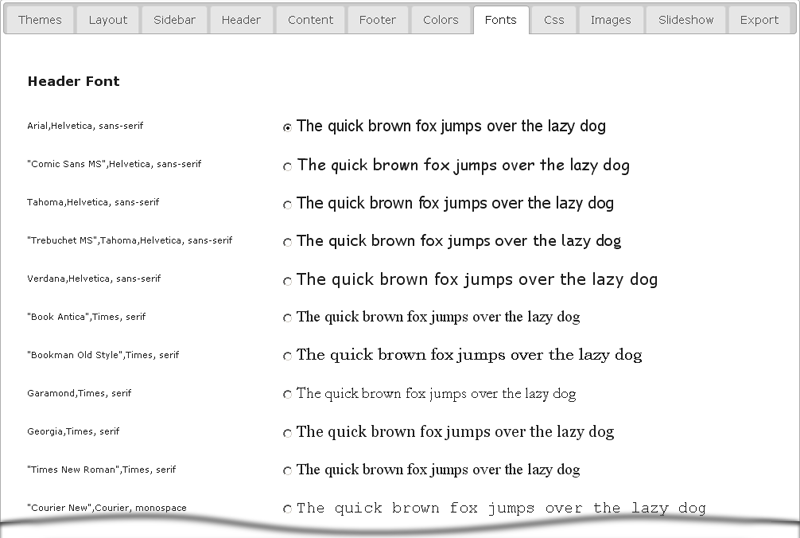 Themes Layout Sidebar Header Content Footer Colors Fonts Css Images Slideshow Export
Header Font
Arial,Helvetica, sans-serif The quick brown fox jumps over the lazy dog
"Comic Sans MS",Helvetica, sans-serif The quick brown fox jumps over the lazy dog
Tahoma,Helvetica, sans-serif The quick brown fox jumps over the lazy dog
"Trebuchet MS",Tahoma,Helvetica, sans-serif The quick brown fox jumps over the lazy dog
Verdana,Helvetica, sans-serif The quick brown fox jumps over the lazy dog
"Book Antica",Times, serif The quick brown fox jumps over the lazy dog
"Bookman Old Style",Times, serif The quick brown fox jumps over the lazy dog
Garamond,Times, serif The quick brown fox jumps over the lazy dog
Georgia,Times, serif The quick brown fox jumps over the lazy dog
"Times New Roman",Times, serif The quick brown fox jumps over the lazy dog
"Courier New",Courier, monospace The quick brown fox jumps over the lazy dog